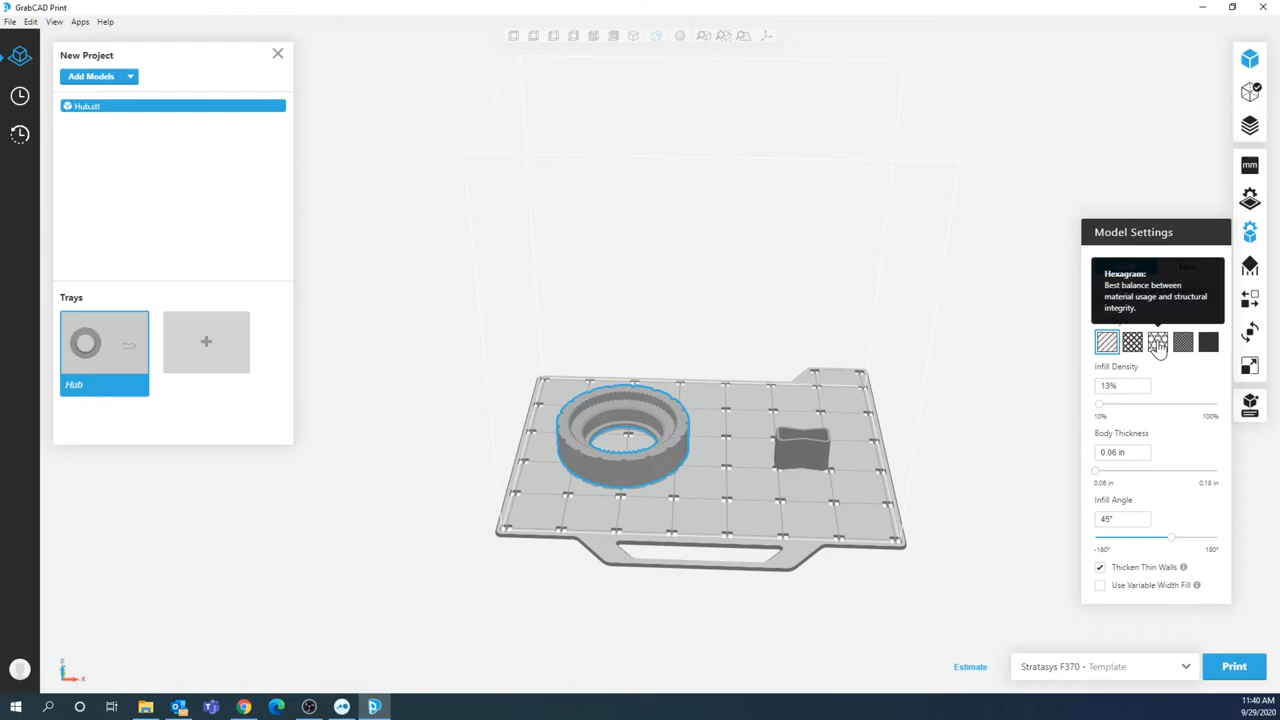 GrabCAD Print
File Edit View Apps Help
New Project
Add Models
Hub.stl
Trays
Hub
+
mm
Model Settings
Hexagram:
Best balance between
material usage and structural
integrity.
Infill Density
13%
10% 100%
Body Thickness
0.06 in
0.06 in 0.18 in
Infill Angle
45°
-180° 180°
Thicken Thin Walls
Use Variable Width Fill
z
x
Estimate
Stratasys F370 - Template
Print
11:40 AM
9/29/2020